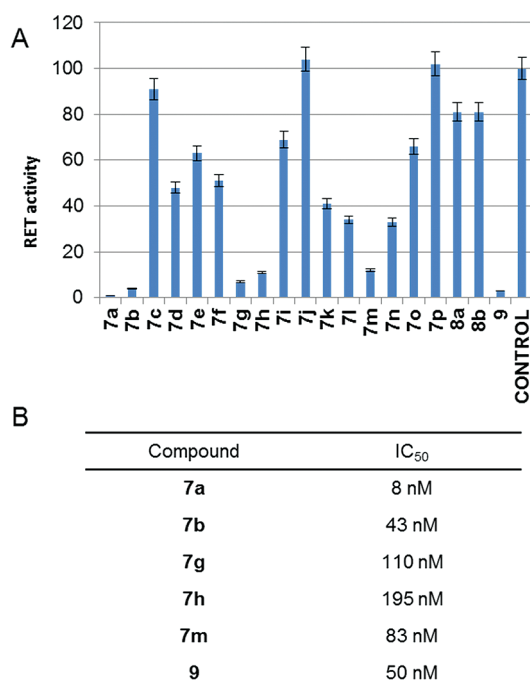 A
RET activity
120
100
80
60
40
20
0
7a 7b 7c 7d 7e 7f 7g 7h 7i 7j 7k 7l 7m 7n 7o 7p 8a 8b 9 CONTROL
B
Compound IC50
7a 8 nM
7b 43 nM
7g 110 nM
7h 195 nM
7m 83 nM
9 50 nM